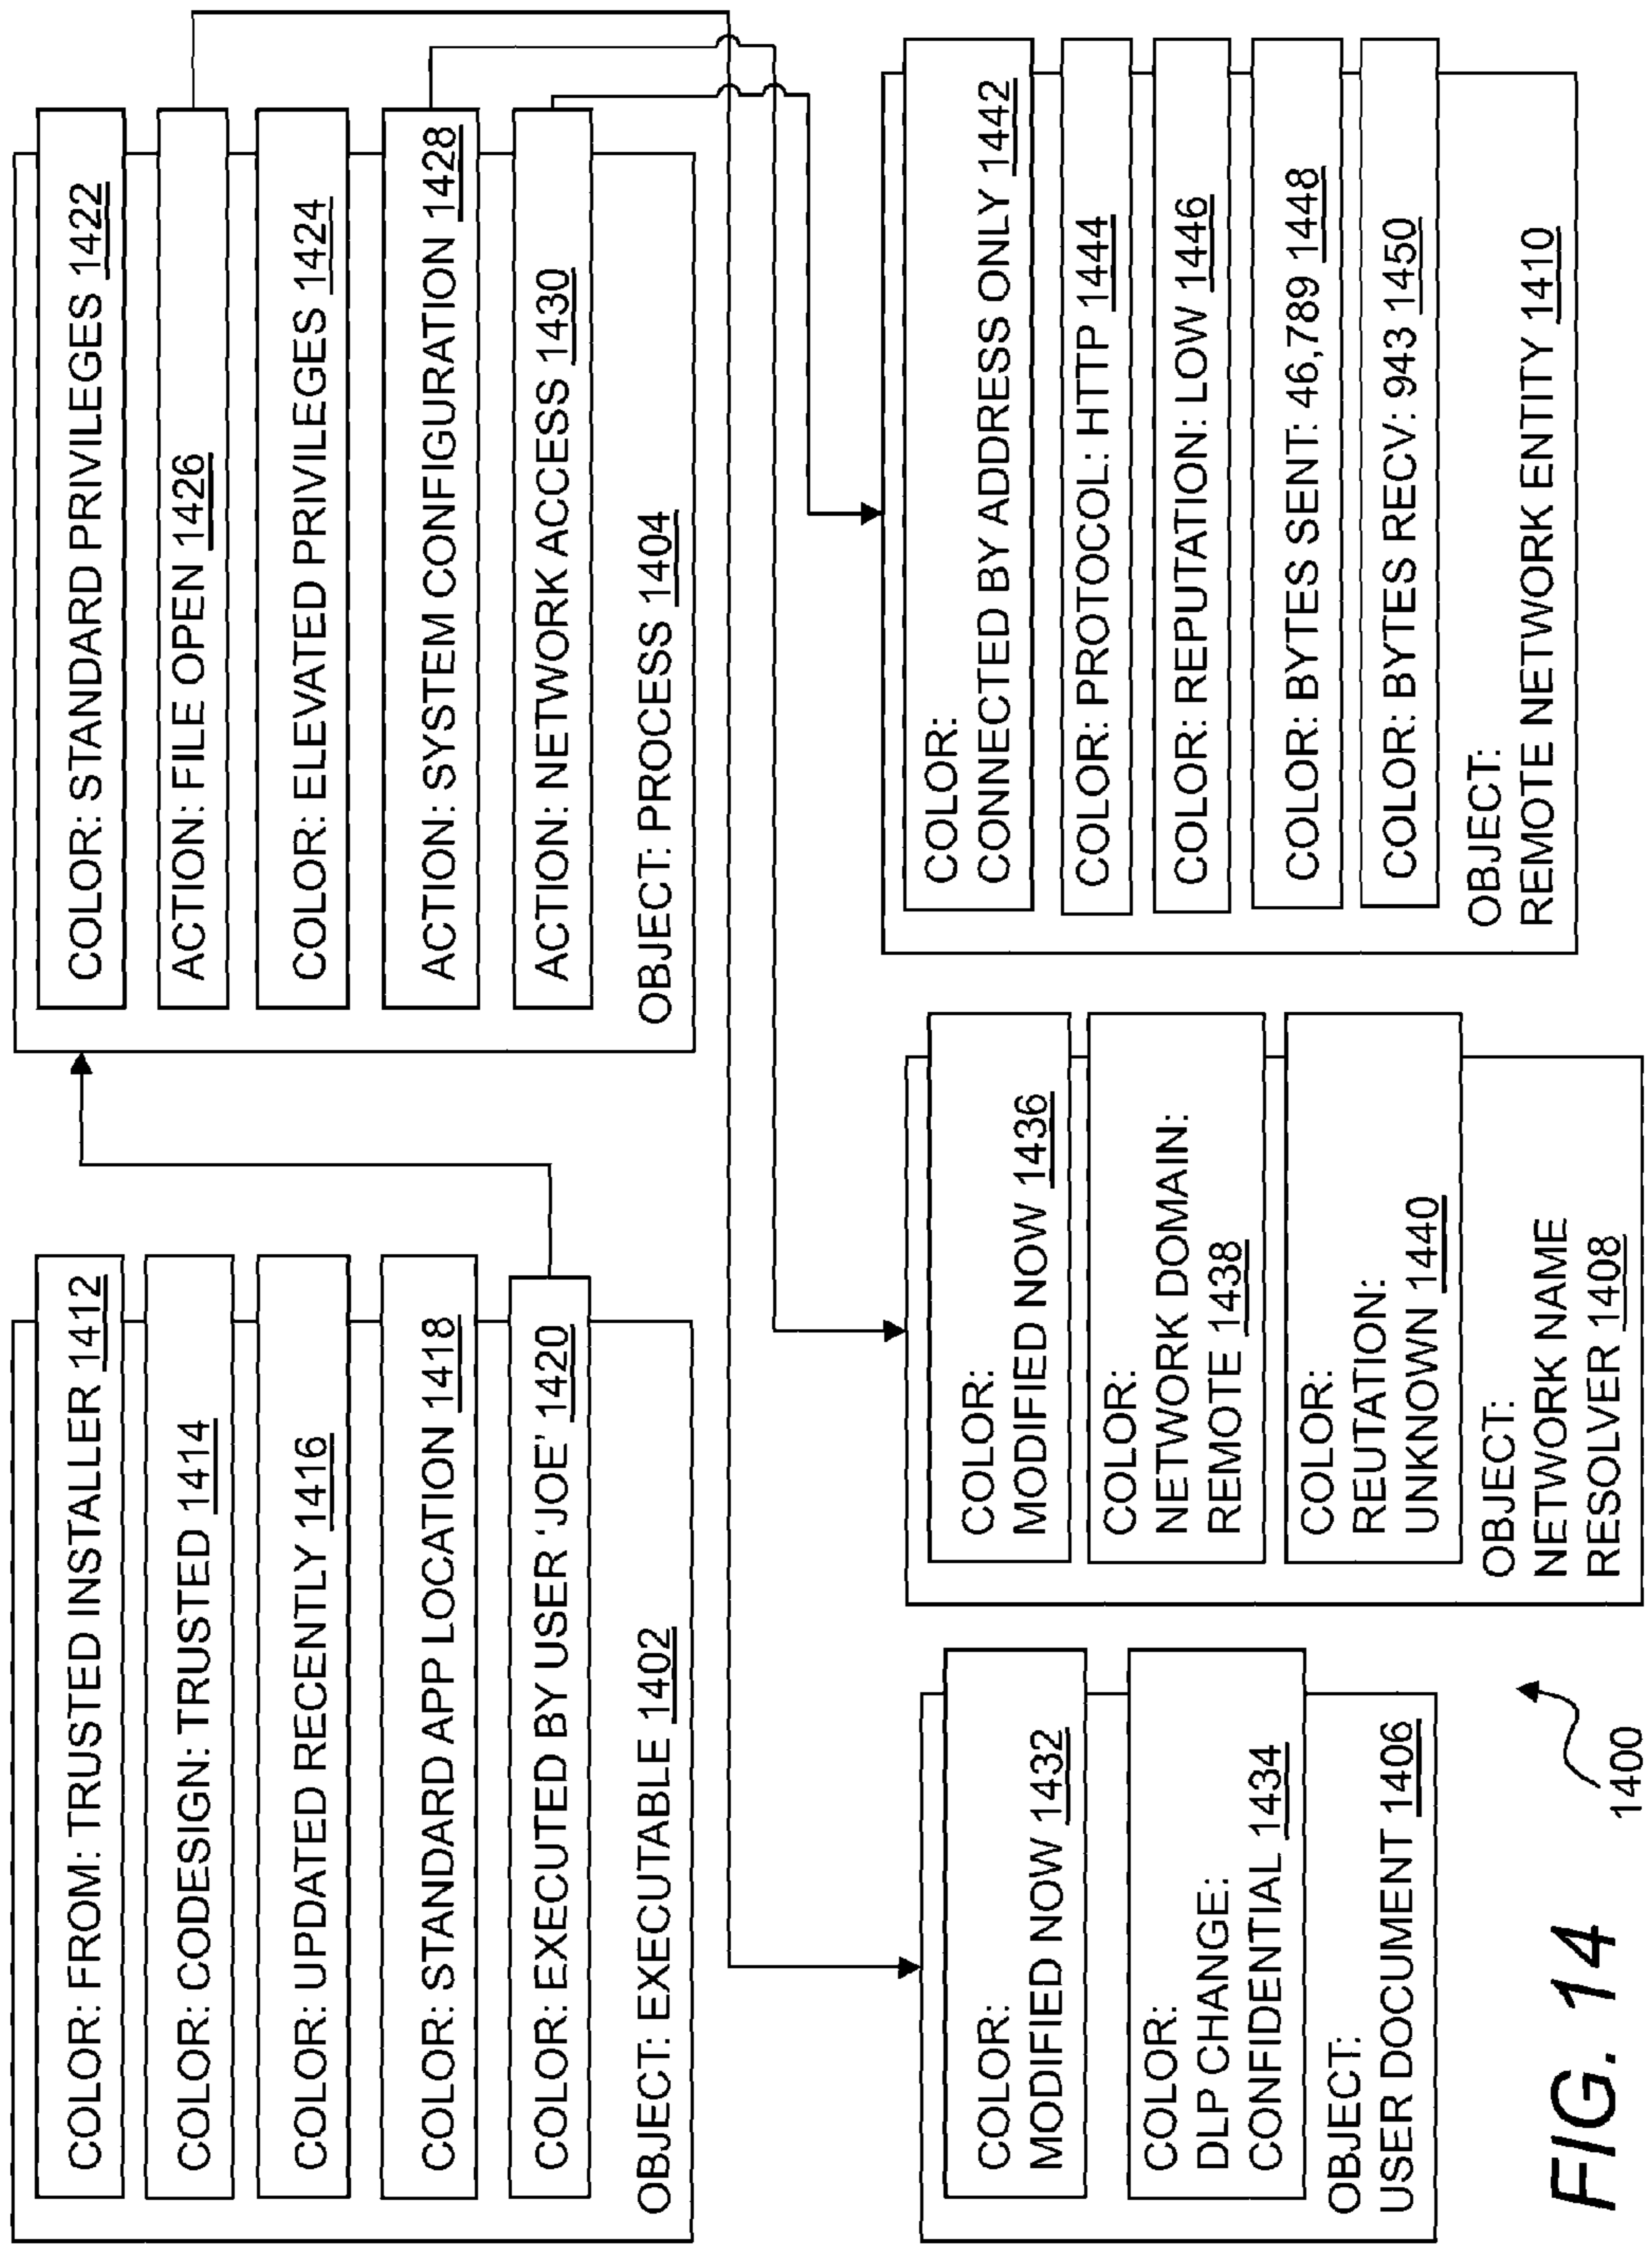 COLOR: FROM: TRUSTED INSTALLER 1412
COLOR: CODESIGN: TRUSTED 1414
COLOR: UPDATED RECENTLY 1416
COLOR: STANDARD APP LOCATION 1418
COLOR: EXECUTED BY USER ‘JOE’ 1420
OBJECT: EXECUTABLE 1402
COLOR: STANDARD PRIVILEGES 1422
ACTION: FILE OPEN 1426
COLOR: ELEVATED PRIVILEGES 1424
ACTION: SYSTEM CONFIGURATION 1428
ACTION: NETWORK ACCESS 1430
OBJECT: PROCESS 1404
COLOR:
MODIFIED NOW 1432
COLOR:
DLP CHANGE:
CONFIDENTIAL 1434
OBJECT:
USER DOCUMENT 1406
COLOR:
MODIFIED NOW 1436
COLOR:
NETWORK DOMAIN:
REMOTE 1438
COLOR:
REUTATION:
UNKNOWN 1440
OBJECT:
NETWORK NAME
RESOLVER 1408
COLOR:
CONNECTED BY ADDRESS ONLY 1442
COLOR: PROTOCOL: HTTP 1444
COLOR: REPUTATION: LOW 1446
COLOR: BYTES SENT: 46,789 1448
COLOR: BYTES RECV: 943 1450
OBJECT:
REMOTE NETWORK ENTITY 1410
1400
FIG. 14